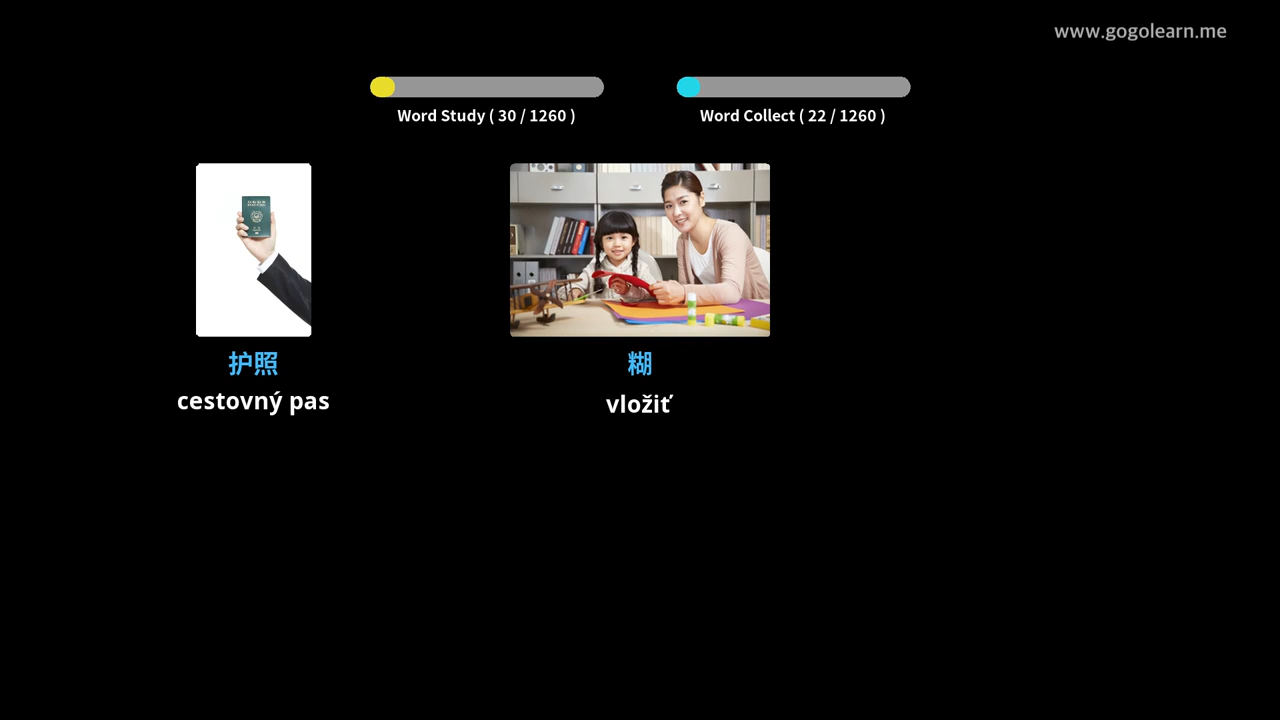 www.gogolearn.me
Word Study ( 30 / 1260 )
Word Collect ( 22 / 1260 )
护照
cestovný pas
糊
vložiť